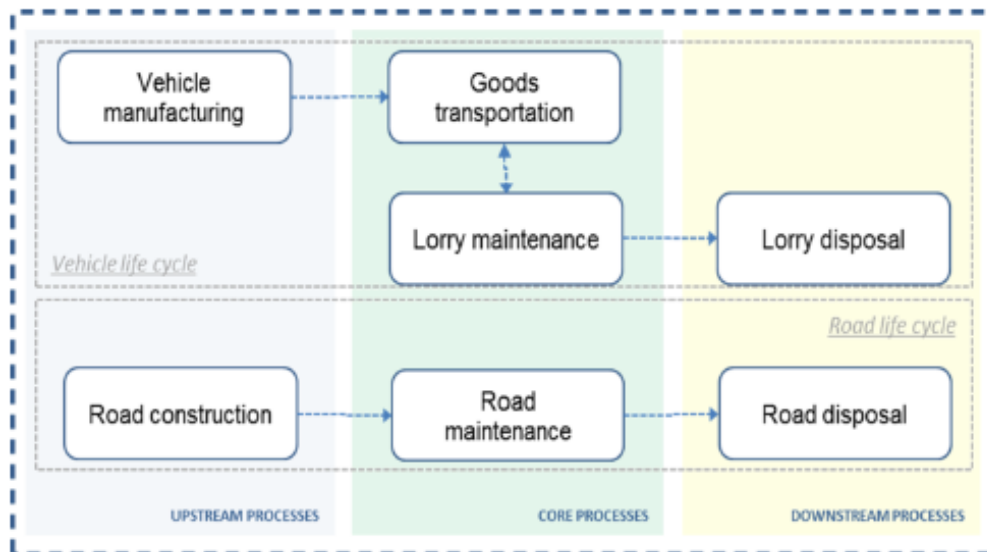 Vehicle
manufacturing
Goods
transportation
Lorry maintenance
Lorry disposal
Vehicle life cycle
Road life cycle
Road construction
Road
maintenance
Road disposal
UPSTREAM PROCESSES
CORE PROCESSES
DOWNSTREAM PROCESSES